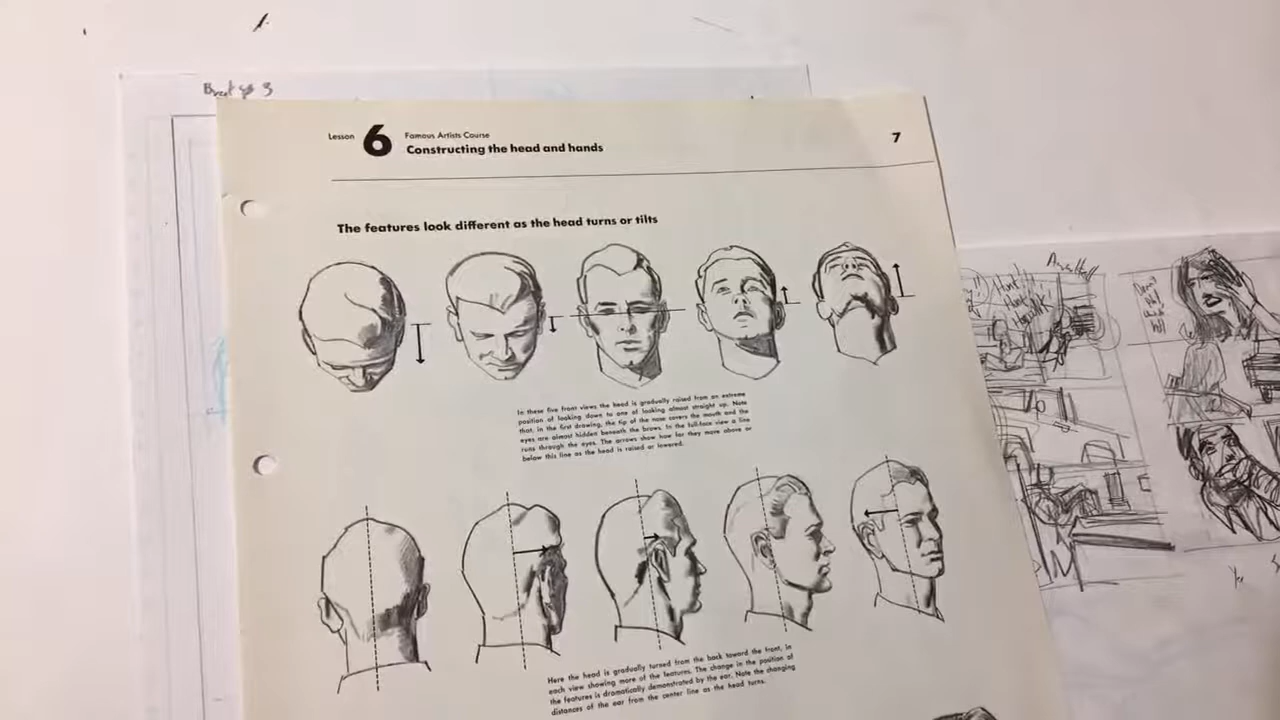 Lesson 6 Famous Artists Course
Constructing the head and hands
7
The features look different as the head turns or tilts
In these five front views the head is gradually raised from an extreme
position of looking down to one of looking almost straight up. Note
that, in the first drawing, the tip of the nose covers the mouth and the
eyes are almost hidden beneath the brows. In the full-face view a line
runs through the eyes. The arrows show how far they move above or
below this line as the head is raised or lowered.
Here the head is gradually turned from the back toward the front, in
each view showing more of the features. The change in the position of
the features is dramatically demonstrated by the ear. Note the changing
distances of the ear from the center line as the head turns.